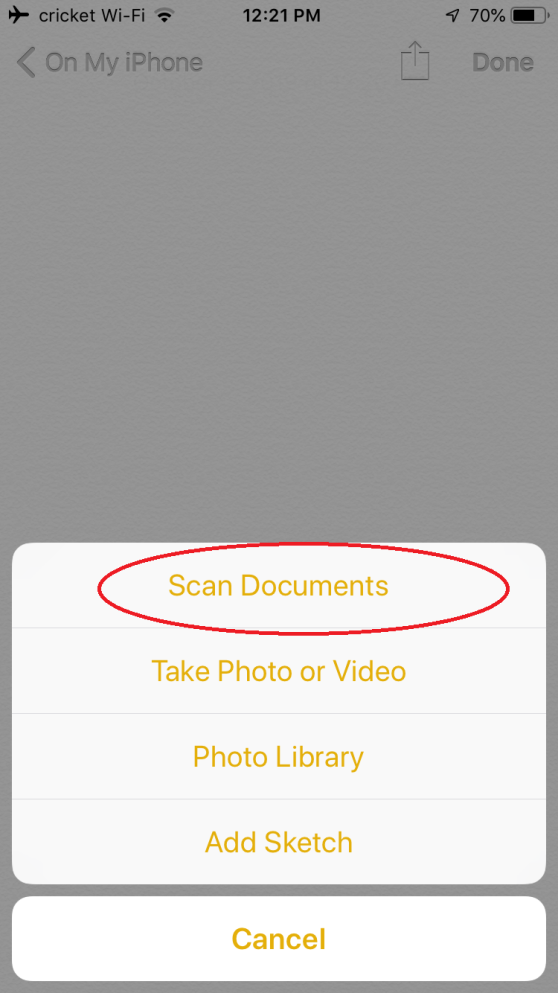 cricket Wi-Fi 12:21 PM 70%
On My iPhone Done
Scan Documents
Take Photo or Video
Photo Library
Add Sketch
Cancel